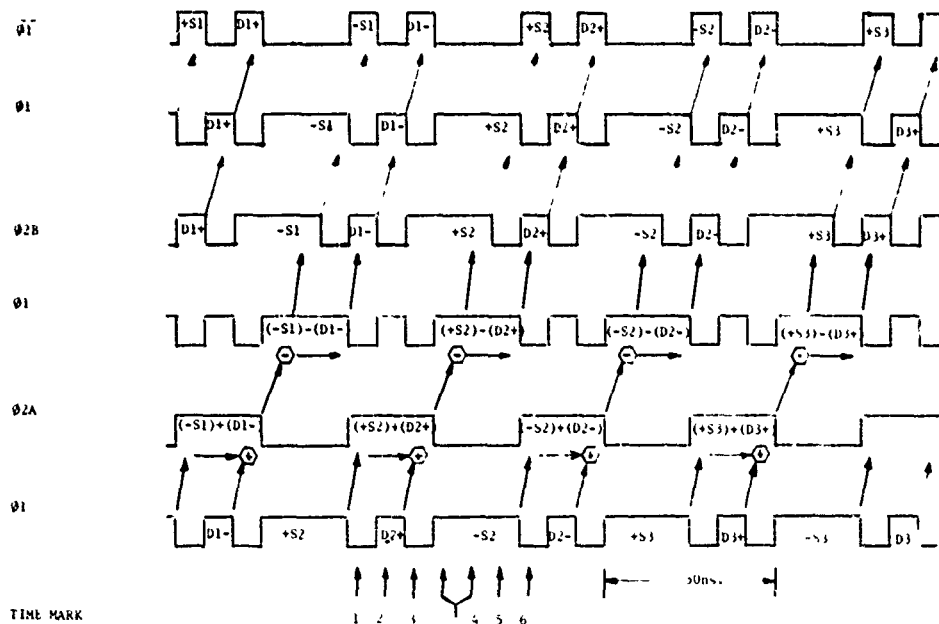 +S1 D1+ -S1 D1- +S2 D2+ -S2 D2- +S3
Ø1
Ø1
D1+ -S1 D1- +S2 D2+ -S2 D2- +S3 D3+
Ø2B
D1+ -S1 D1- +S2 D2+ -S2 D2- +S3 D3+
Ø1
(-S1)-(D1- (+S2)-(D2+) (-S2)-(D2-) (+S3)-(D3+)
Ø2A
(-S1)+(D1- (+S2)+(D2+) -S2)+(D2-) (+S3)+(D3+)
Ø1
D1- +S2 D2+ -S2 D2- +S3 D3+ -S3 D3
TIME MARK 1 2 3 4 5 6